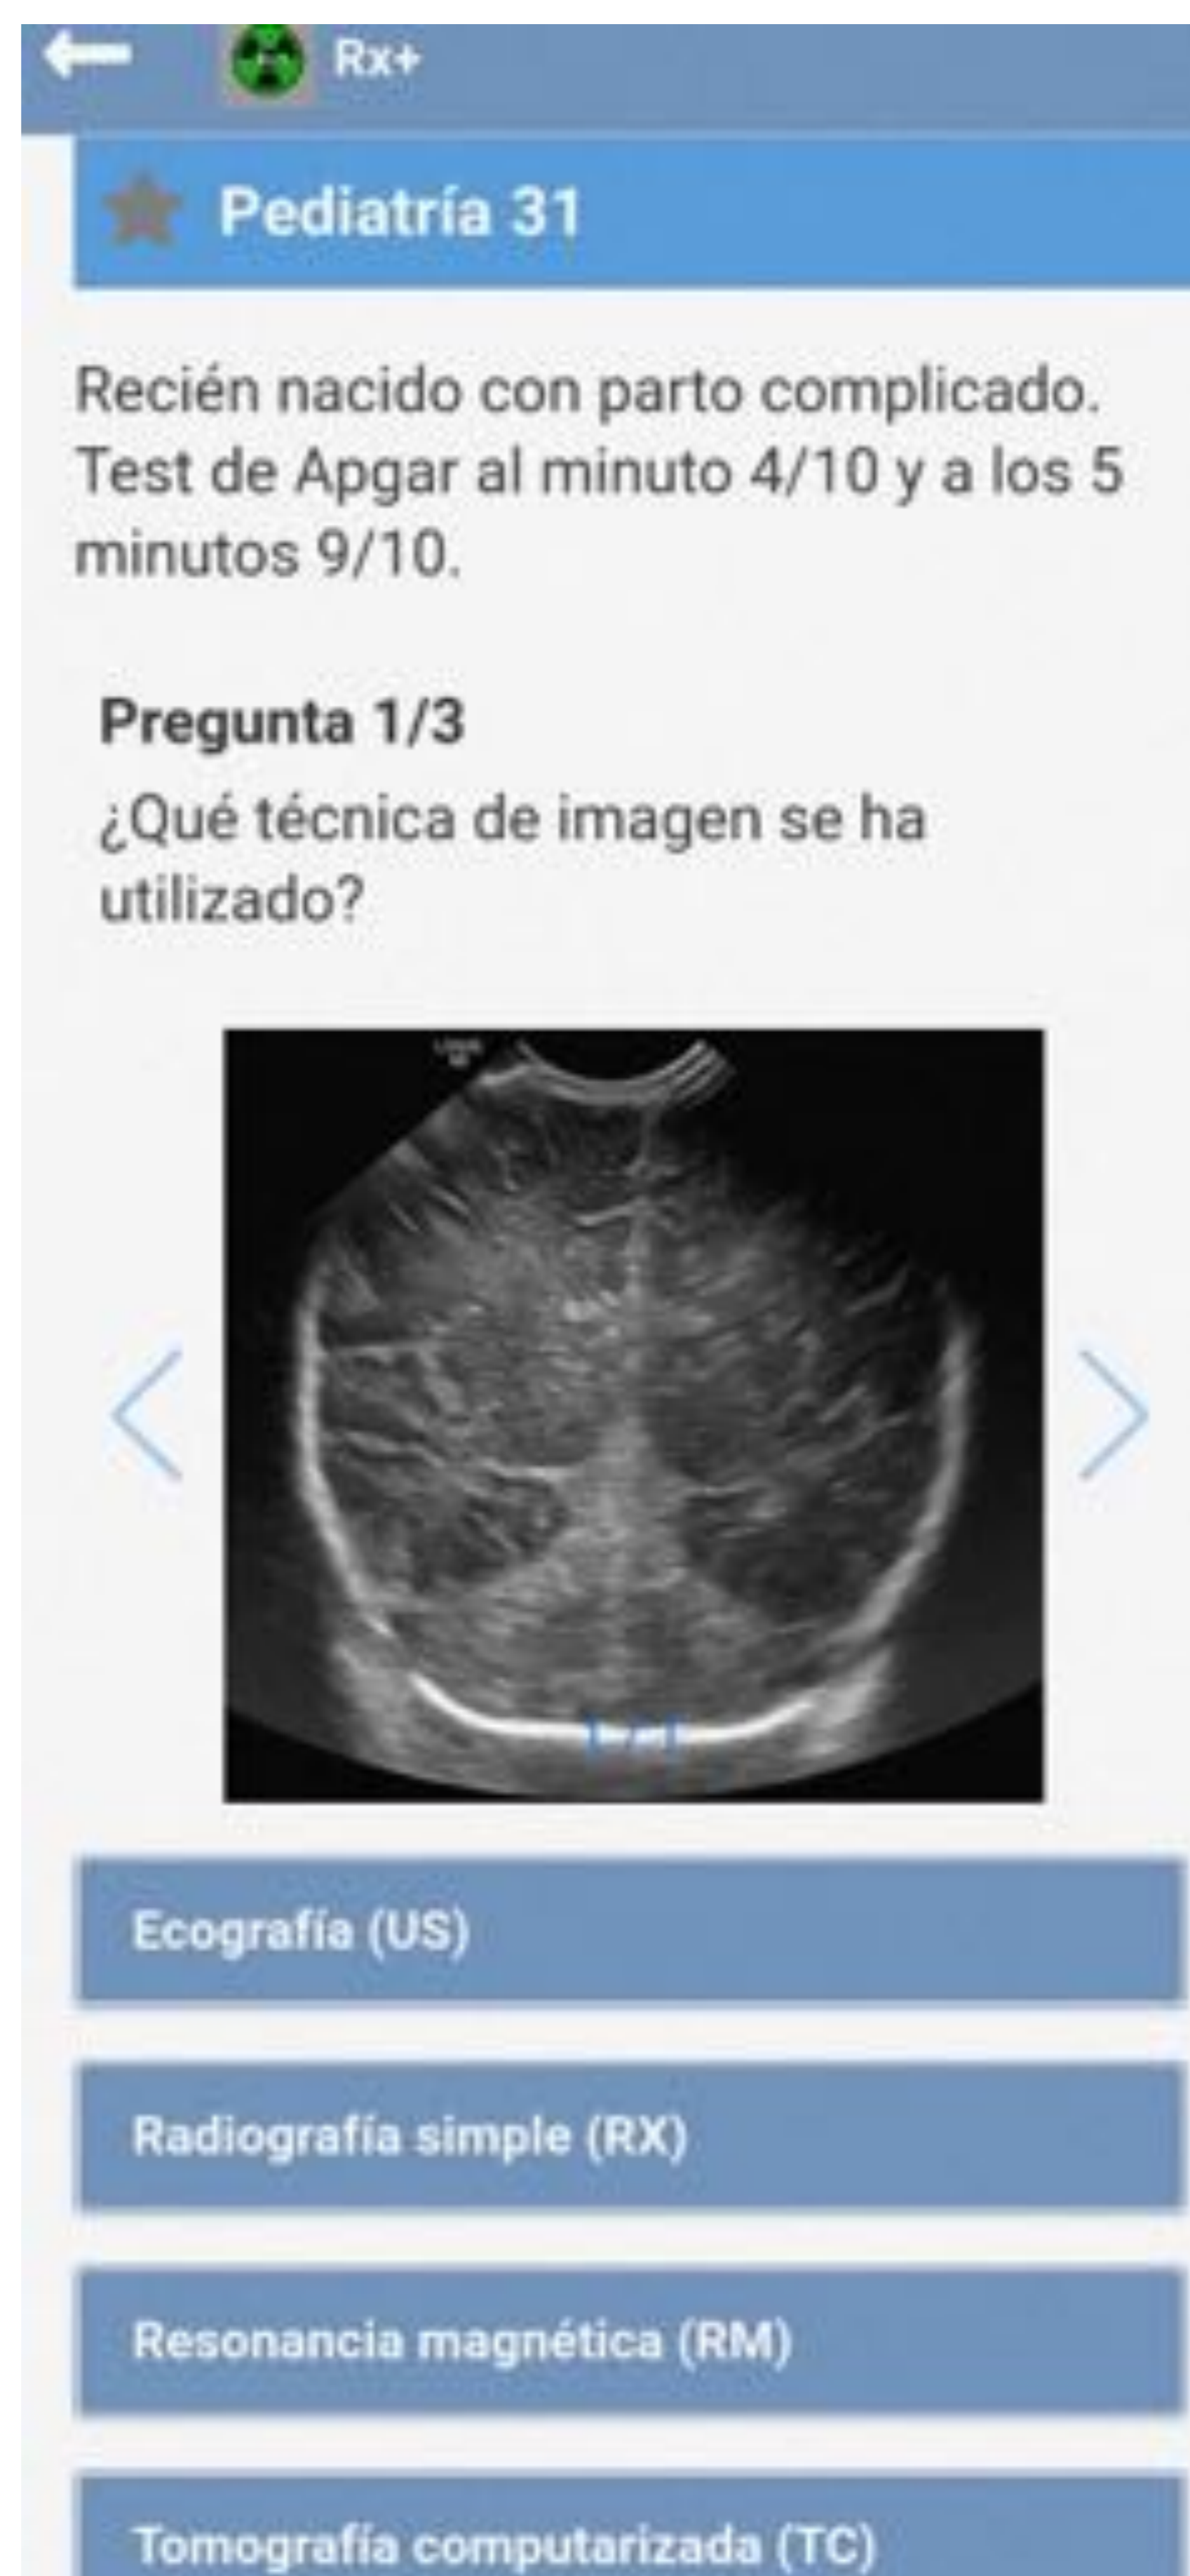 Rx+
Pediatría 31
Recién nacido con parto complicado.
Test de Apgar al minuto 4/10 y a los 5
minutos 9/10.
Pregunta 1/3
¿Qué técnica de imagen se ha
utilizado?
1 / 1
Ecografía (US)
Radiografía simple (RX)
Resonancia magnética (RM)
Tomografía computarizada (TC)